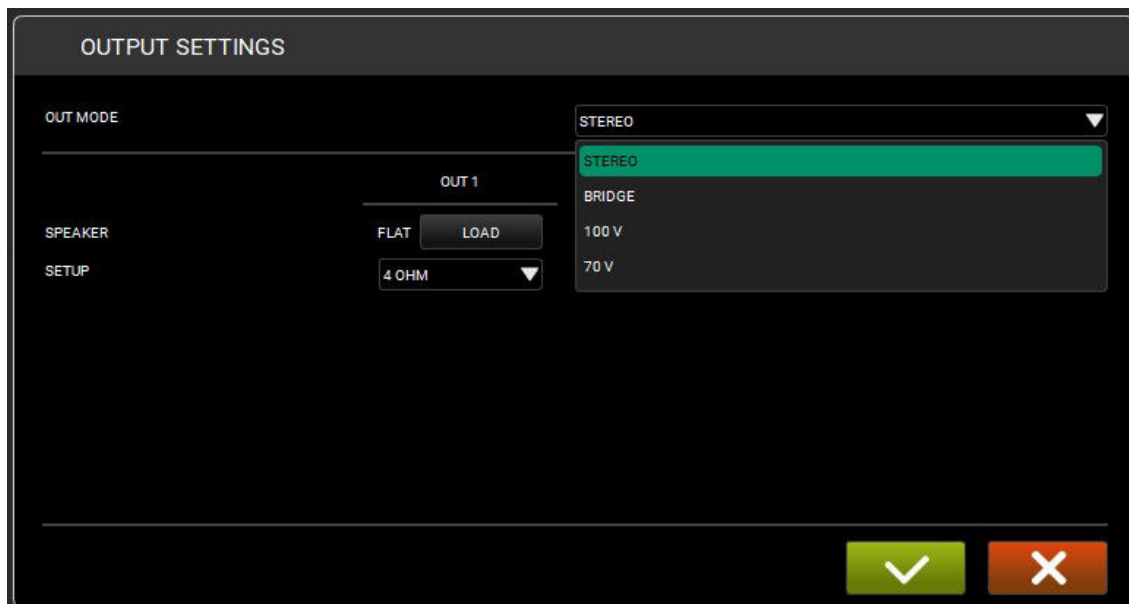 OUTPUT SETTINGS
OUT MODE
STEREO
STEREO
BRIDGE
100 V
70 V
OUT 1
SPEAKER
FLAT
LOAD
SETUP
4 OHM